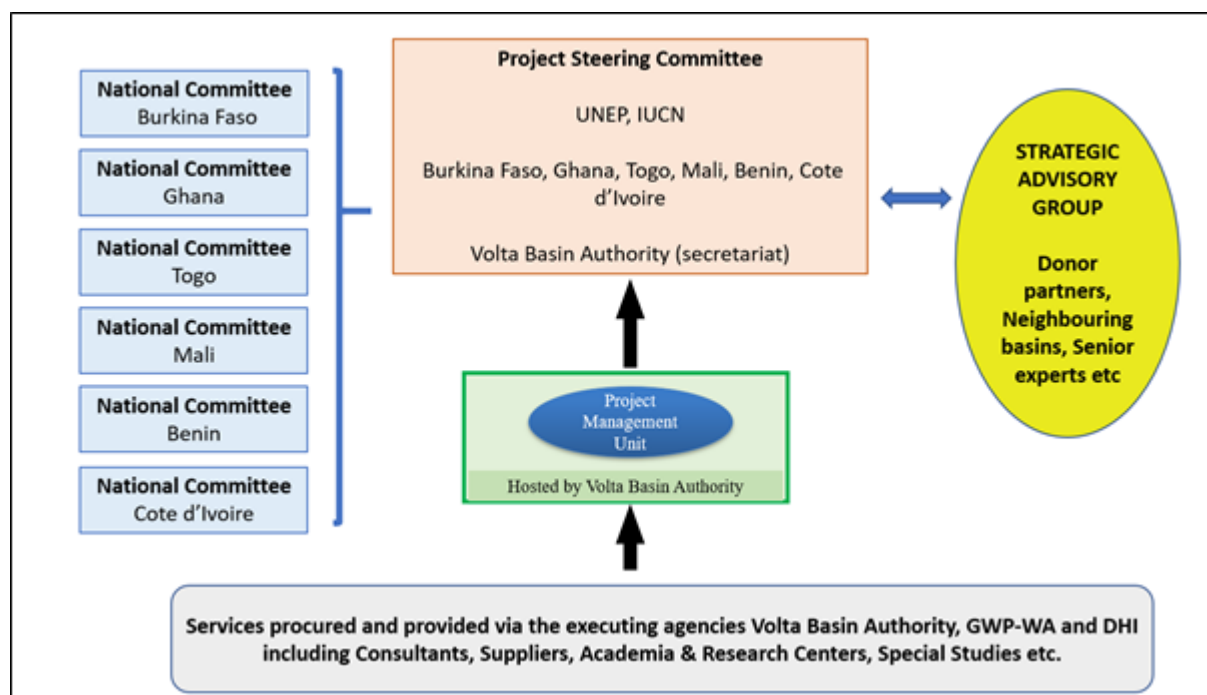 National Committee
Burkina Faso
National Committee
Ghana
National Committee
Togo
National Committee
Mali
National Committee
Benin
National Committee
Cote d’Ivoire
Project Steering Committee
UNEP, IUCN
Burkina Faso, Ghana, Togo, Mali, Benin, Cote
d’Ivoire
Volta Basin Authority (secretariat)
STRATEGIC
ADVISORY
GROUP
Donor
partners,
Neighbouring
basins, Senior
experts etc
Project
Management
Unit
Hosted by Volta Basin Authority
Services procured and provided via the executing agencies Volta Basin Authority, GWP-WA and DHI
including Consultants, Suppliers, Academia & Research Centers, Special Studies etc.